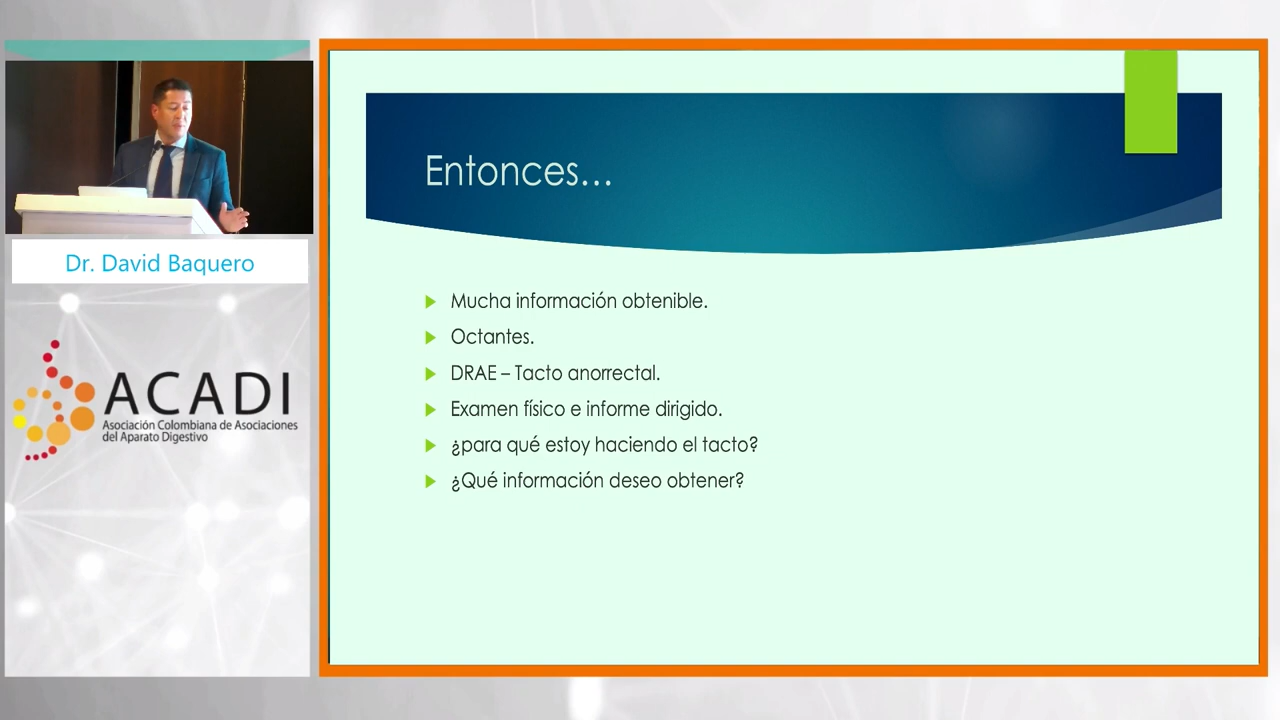 Dr. David Baquero
ACADI
Asociación Colombiana de Asociaciones
del Aparato Digestivo
Entonces...
Mucha información obtenible.
Octantes.
DRAE – Tacto anorrectal.
Examen físico e informe dirigido.
¿para qué estoy haciendo el tacto?
¿Qué información deseo obtener?